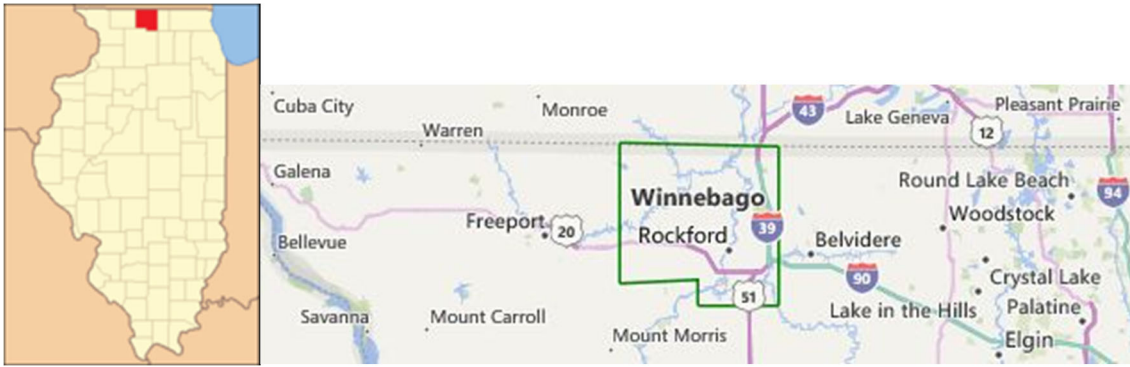 Cuba City
Monroe
43
Lake Geneva
Pleasant Prairie
12
Warren
Galena
Winnebago
Round Lake Beach
94
Freeport
20
Rockford
39
Woodstock
Bellevue
Belvidere
90
Crystal Lake
51
Savanna
Mount Carroll
Lake in the Hills
Palatine
Mount Morris
Elgin